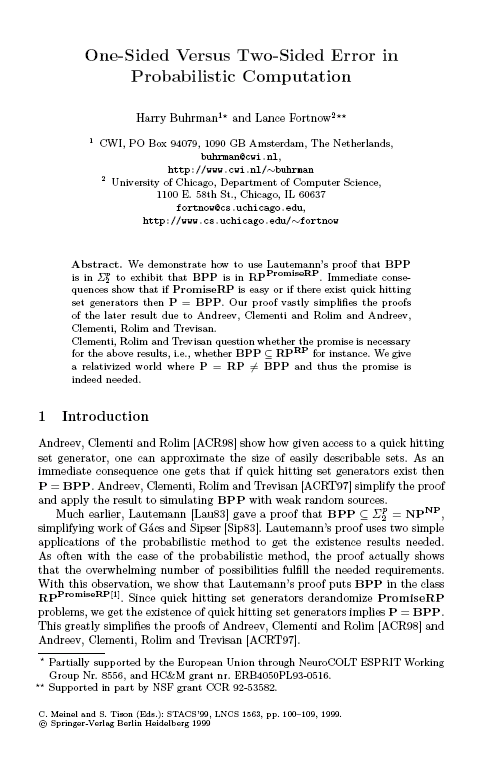 One-Sided Versus Two-Sided Error in
Probabilistic Computation
Harry Buhrman¹* and Lance Fortnow²**
¹ CWI, PO Box 94079, 1090 GB Amsterdam, The Netherlands,
buhrman@cwi.nl,
http://www.cwi.nl/∼buhrman
² University of Chicago, Department of Computer Science,
1100 E. 58th St., Chicago, IL 60637
fortnow@cs.uchicago.edu,
http://www.cs.uchicago.edu/∼fortnow
Abstract. We demonstrate how to use Lautemann's proof that BPP
is in Σ₂ᵖ to exhibit that BPP is in RP^PromiseRP. Immediate conse-
quences show that if PromiseRP is easy or if there exist quick hitting
set generators then P = BPP. Our proof vastly simplifies the proofs
of the later result due to Andreev, Clementi and Rolim and Andreev,
Clementi, Rolim and Trevisan.
Clementi, Rolim and Trevisan question whether the promise is necessary
for the above results, i.e., whether BPP ⊆ RP^RP for instance. We give
a relativized world where P = RP ≠ BPP and thus the promise is
indeed needed.
1 Introduction
Andreev, Clementi and Rolim [ACR98] show how given access to a quick hitting
set generator, one can approximate the size of easily describable sets. As an
immediate consequence one gets that if quick hitting set generators exist then
P = BPP. Andreev, Clementi, Rolim and Trevisan [ACRT97] simplify the proof
and apply the result to simulating BPP with weak random sources.
Much earlier, Lautemann [Lau83] gave a proof that BPP ⊆ Σ₂ᵖ = NP^NP,
simplifying work of Gács and Sipser [Sip83]. Lautemann's proof uses two simple
applications of the probabilistic method to get the existence results needed.
As often with the case of the probabilistic method, the proof actually shows
that the overwhelming number of possibilities fulfill the needed requirements.
With this observation, we show that Lautemann's proof puts BPP in the class
RP^PromiseRP[1]. Since quick hitting set generators derandomize PromiseRP
problems, we get the existence of quick hitting set generators implies P = BPP.
This greatly simplifies the proofs of Andreev, Clementi and Rolim [ACR98] and
Andreev, Clementi, Rolim and Trevisan [ACRT97].
* Partially supported by the European Union through NeuroCOLT ESPRIT Working
Group Nr. 8556, and HC&M grant nr. ERB4050PL93-0516.
** Supported in part by NSF grant CCR 92-53582.
C. Meinel and S. Tison (Eds.): STACS'99, LNCS 1563, pp. 100–109, 1999.
© Springer-Verlag Berlin Heidelberg 1999